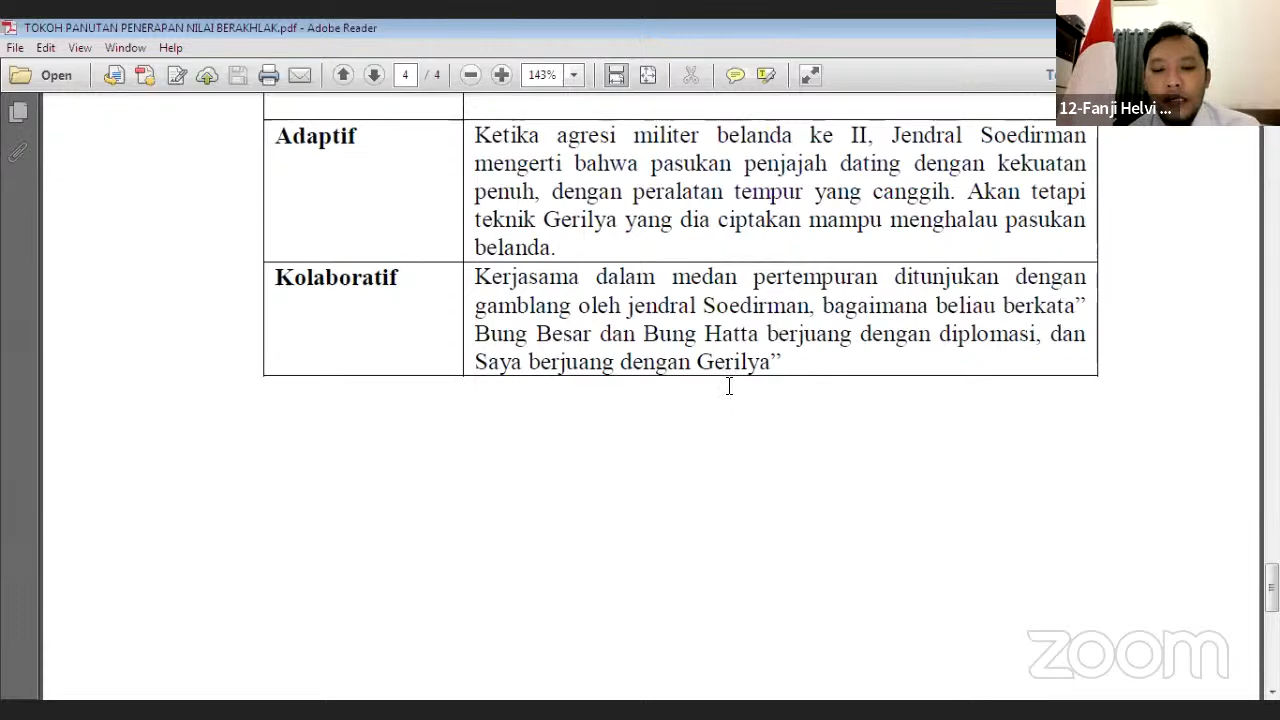 TOKOH PANUTAN PENERAPAN NILAI BERAKHLAK.pdf - Adobe Reader
File Edit View Window Help
Open 4 / 4 143%
12-Fanji Helvi ...
Adaptif
Ketika agresi militer belanda ke II, Jendral Soedirman
mengerti bahwa pasukan penjajah dating dengan kekuatan
penuh, dengan peralatan tempur yang canggih. Akan tetapi
teknik Gerilya yang dia ciptakan mampu menghalau pasukan
belanda.
Kolaboratif
Kerjasama dalam medan pertempuran ditunjukan dengan
gamblang oleh jendral Soedirman, bagaimana beliau berkata”
Bung Besar dan Bung Hatta berjuang dengan diplomasi, dan
Saya berjuang dengan Gerilya”
zoom